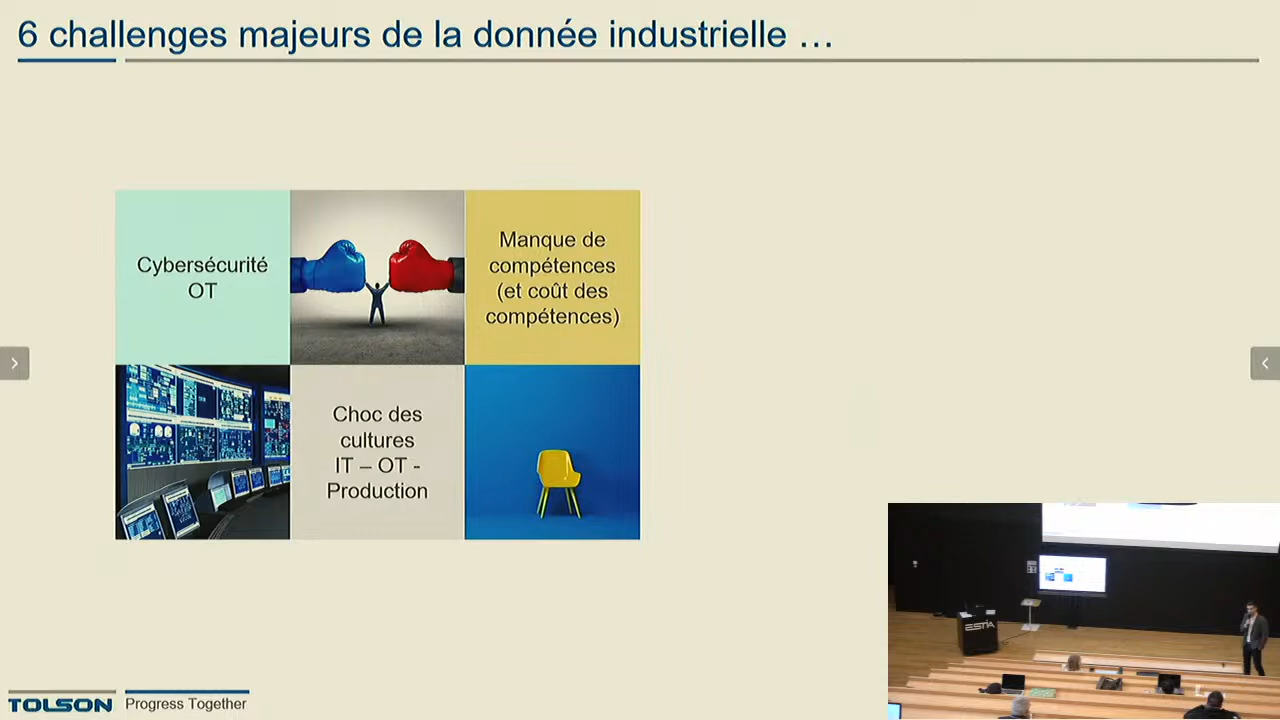 6 challenges majeurs de la donnée industrielle …
Cybersécurité
OT
Manque de
compétences
(et coût des
compétences)
Choc des
cultures
IT – OT -
Production
TOLSON
Progress Together
ESTIA